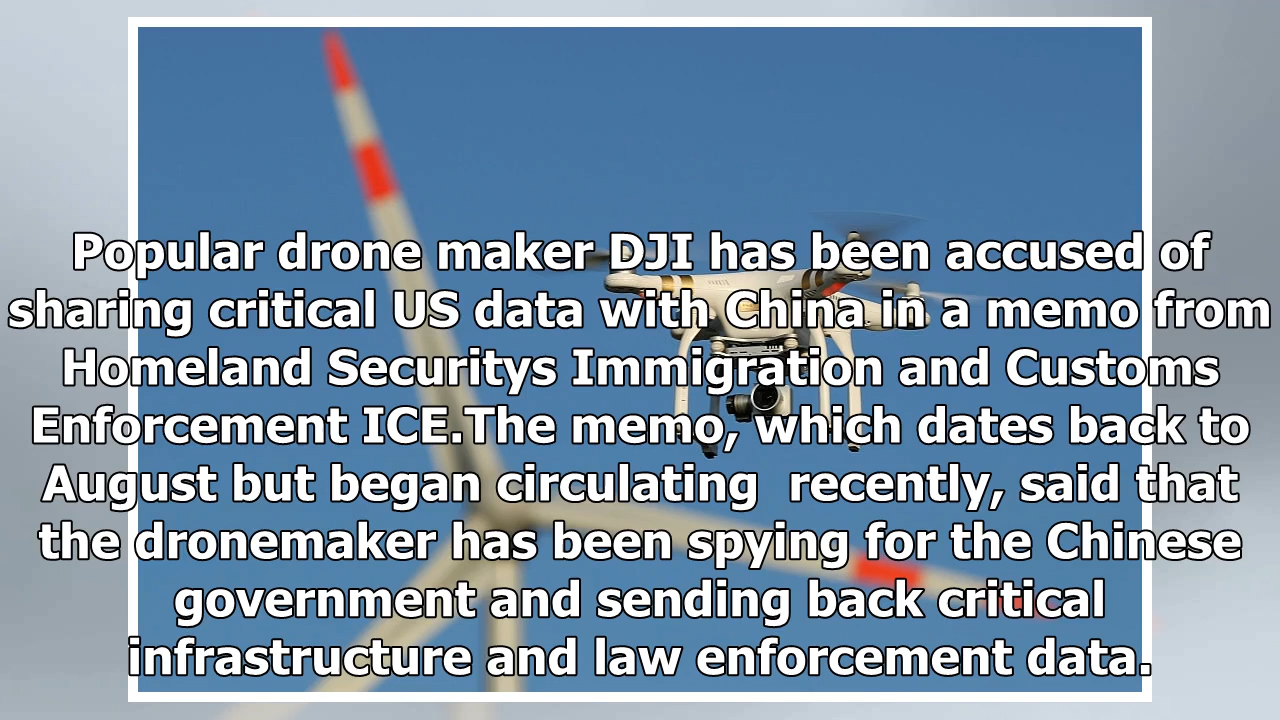 Popular drone maker DJI has been accused of
sharing critical US data with China in a memo from
Homeland Securitys Immigration and Customs
Enforcement ICE.The memo, which dates back to
August but began circulating  recently, said that
the dronemaker has been spying for the Chinese
government and sending back critical
infrastructure and law enforcement data.